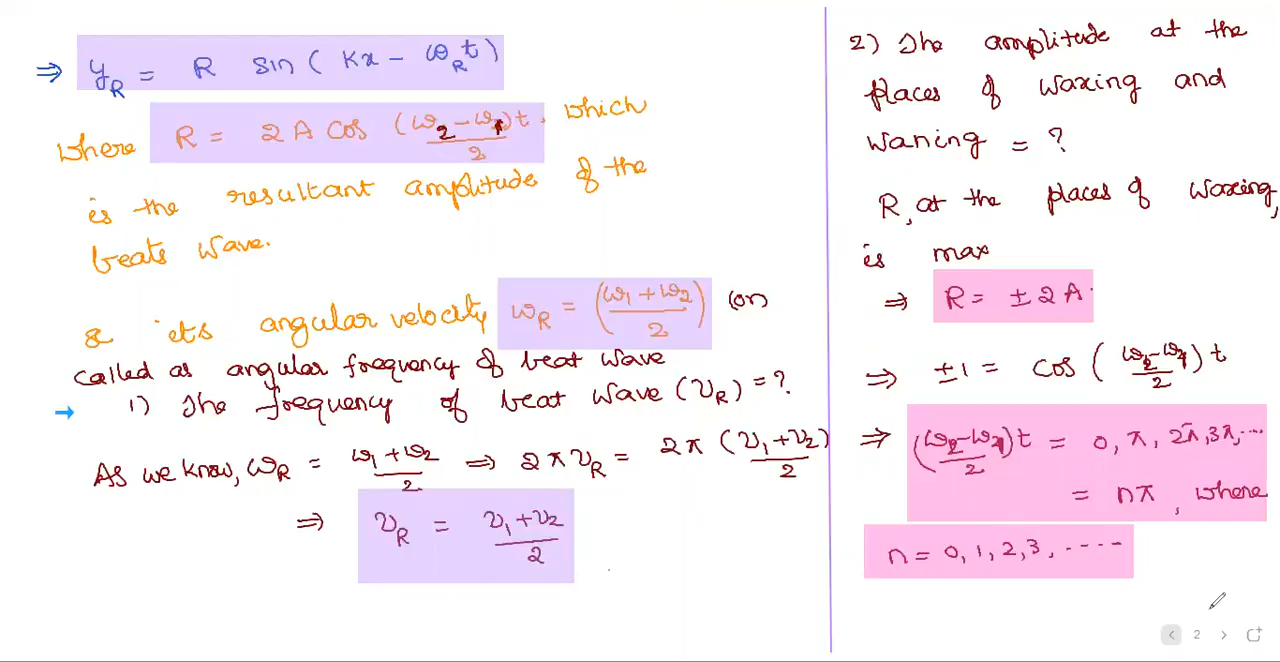 ⇒ y_R = R sin(kx - ω_R t)
where R = 2A cos (ω₂ - ω₁)t/2, which
is the resultant amplitude of the
beats wave.
& its angular velocity ω_R = ((ω₁ + ω₂)/2) (or)
called as angular frequency of beat wave
→ 1) The frequency of beat wave (ν_R) = ?
As we know, ω_R = (ω₁ + ω₂)/2 ⇒ 2πν_R = 2π(ν₁ + ν₂)/2
⇒ ν_R = (ν₁ + ν₂)/2
2) The amplitude at the
places of waxing and
waning = ?
R, at the places of waxing,
is max
⇒ R = ± 2A.
⇒ ±1 = cos ((ω₂ - ω₁)/2) t
⇒ ((ω₂ - ω₁)/2) t = 0, π, 2π, 3π, ....
= nπ, where
n = 0, 1, 2, 3, .....
2